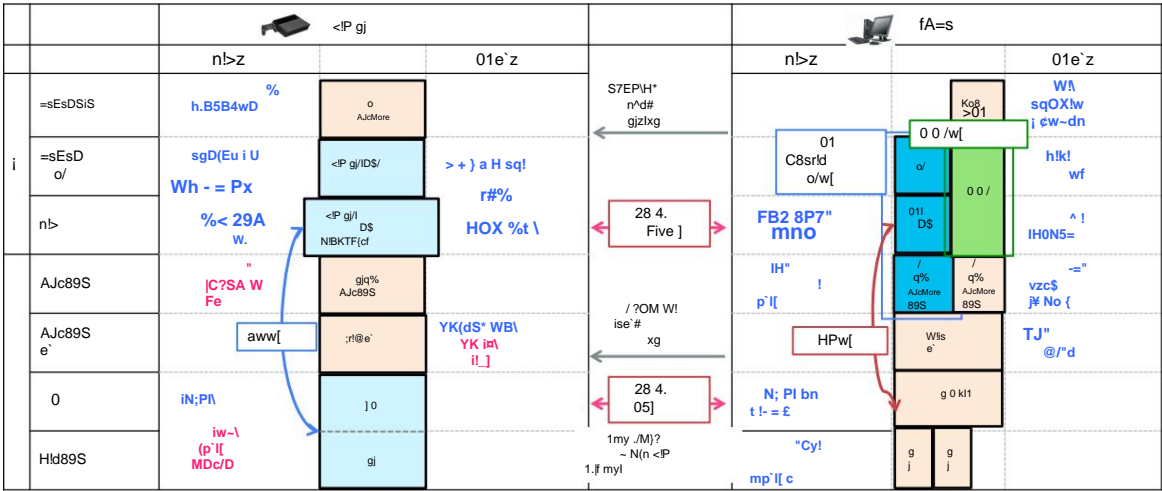 <!P gj
fA=s
n!>z
01e`z
n!>z
01e`z
¡
=sEsDSiS
%
h.B5B4wD
o
AJcMore
S7EP\H*
n^d#
gjzIxg
Ko8
>01
W!\
sqOX!w
¡ ¢w~dn
=sEsD
o/
sgD(Eu i U
Wh - = Px
<!P gj/ID$/
> + } a H sq!
r#%
01
C8sr!d
o/w[
0 0 /w[
o/
0 0 /
h!k!
wf
n!>
%< 29A
w.
<!P gj/I
D$
N!BKTF{cf
HOX %t \
28 4.
Five ]
FB2 8P7"
mno
01I
D$
^ !
IH0N5=
AJc89S
"
|C?SA W
Fe
gjq%
AJc89S
IH"
!
p`I[
/
q%
AJcMore
89S
/
q%
AJcMore
89S
-="
vzc$
j¥ No {
AJc89S
e`
aww[
;r!@e`
YK(dS* WB\
YK i¤\
i!_]
/ ?OM W!
ise`#
xg
HPw[
W!is
e`
TJ"
@/"d
0
iN;PI\
] 0
28 4.
05]
N; PI bn
t !- = £
g 0 kI1
H!d89S
iw~\
(p`I[
MDc/D
gj
1my ./M}?
~ N(n <!P
1.|f myI
"Cy!
mp`I[ c
g
j
g
j